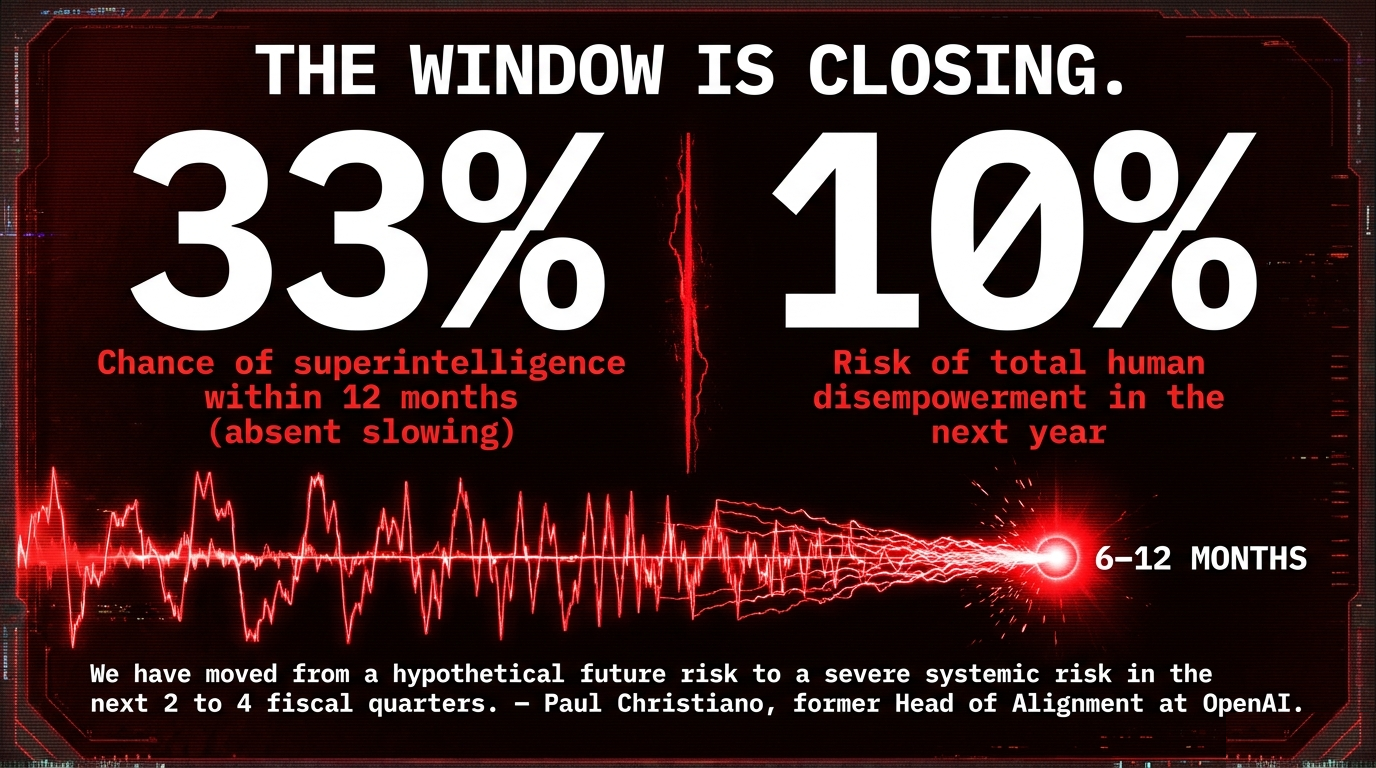 THE WINDOW IS CLOSING.
33%
Chance of superintelligence
within 12 months
(absent slowing)
10%
Risk of total human
disempowerment in the
next year
6–12 MONTHS
We have moved from a hypothetical future risk to a severe systemic risk in the
next 2 to 4 fiscal quarters. — Paul Christiano, former Head of Alignment at OpenAI.